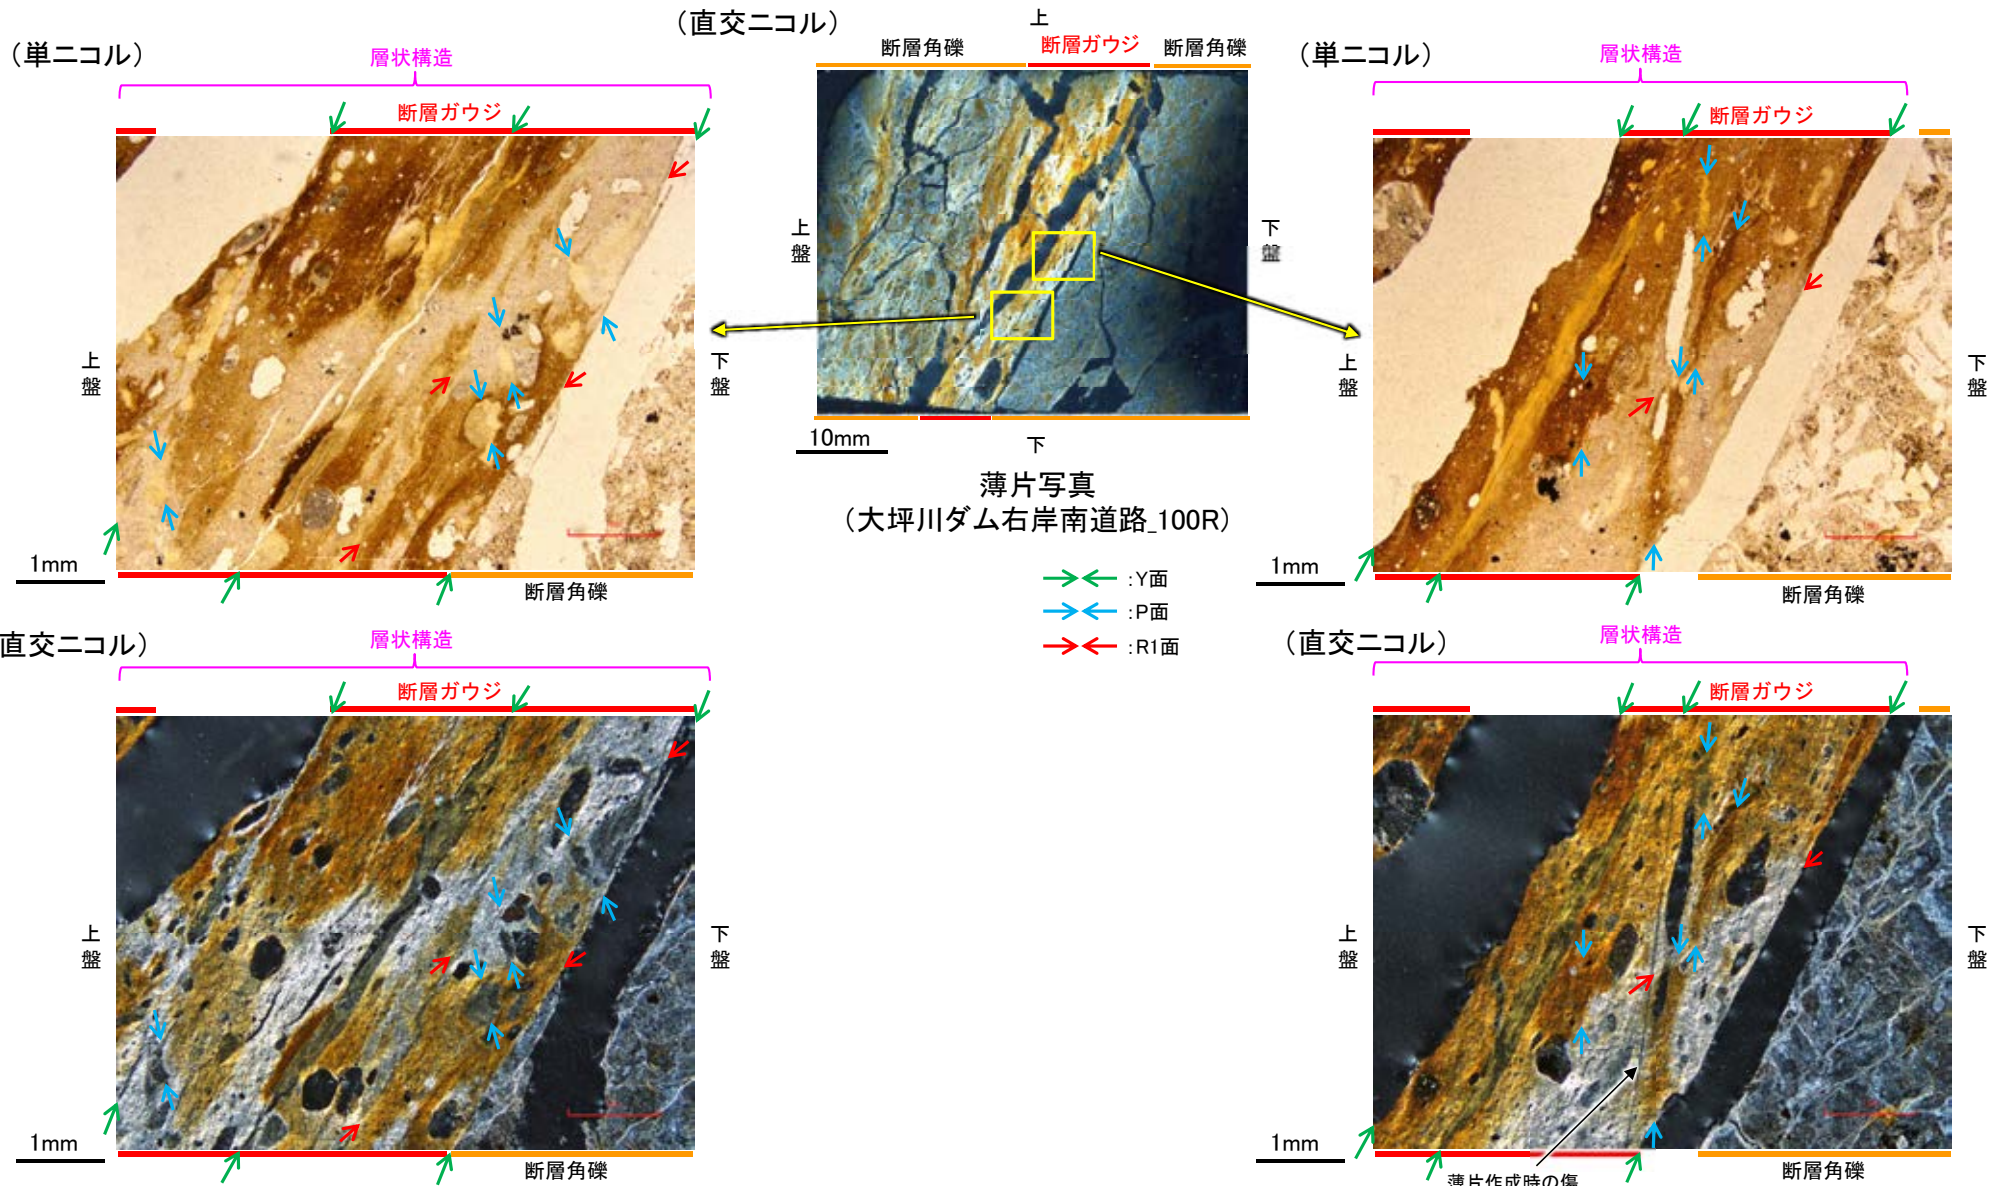 （直交ニコル）
上
断層角礫
断層ガウジ
断層角礫
上盤
下盤
10mm
下
薄片写真
（大坪川ダム右岸南道路_100R）
:Y面
:P面
:R1面
（単ニコル）
層状構造
断層ガウジ
上盤
下盤
1mm
断層角礫
（単ニコル）
層状構造
断層ガウジ
上盤
下盤
1mm
断層角礫
直交ニコル）
層状構造
断層ガウジ
上盤
下盤
1mm
断層角礫
（直交ニコル）
層状構造
断層ガウジ
上盤
下盤
1mm
断層角礫
薄片作成時の傷